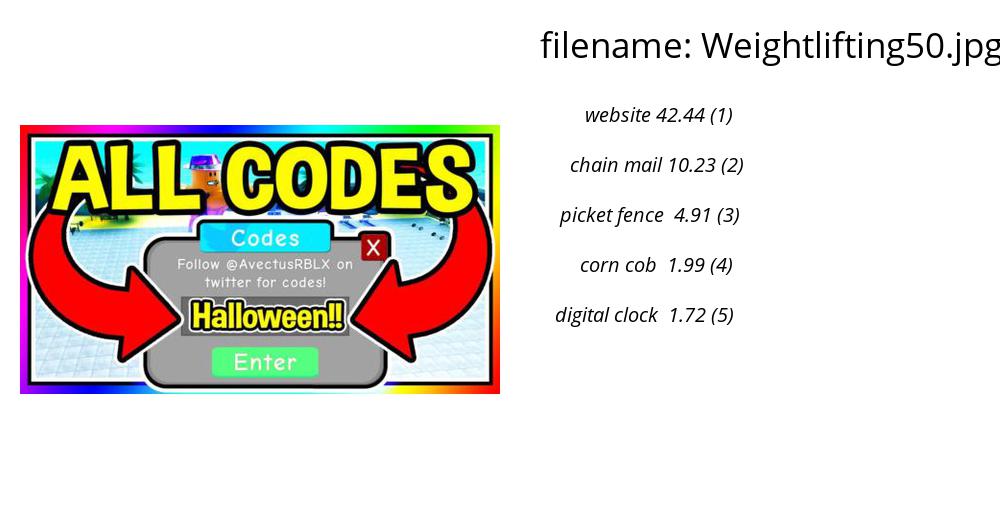 filename: Weightlifting50.jpg
website 42.44 (1)
chain mail 10.23 (2)
picket fence 4.91 (3)
corn cob 1.99 (4)
digital clock 1.72 (5)
ALL CODES
Codes
X
Follow @AvectusRBLX on
twitter for codes!
Halloween!!
Enter